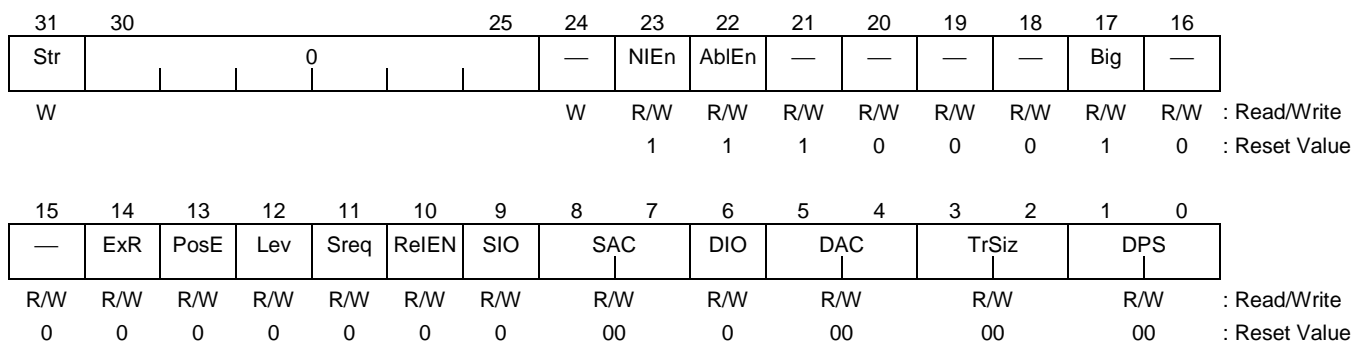 31 30 25 24 23 22 21 20 19 18 17 16
Str 0 — NIEn AbIEn — — — — Big —
W W R/W R/W R/W R/W R/W R/W R/W R/W : Read/Write
1 1 1 0 0 0 1 0 : Reset Value
15 14 13 12 11 10 9 8 7 6 5 4 3 2 1 0
— ExR PosE Lev Sreq RelEN SIO SAC DIO DAC TrSiz DPS
R/W R/W R/W R/W R/W R/W R/W R/W R/W R/W R/W R/W : Read/Write
0 0 0 0 0 0 0 00 0 00 00 00 : Reset Value